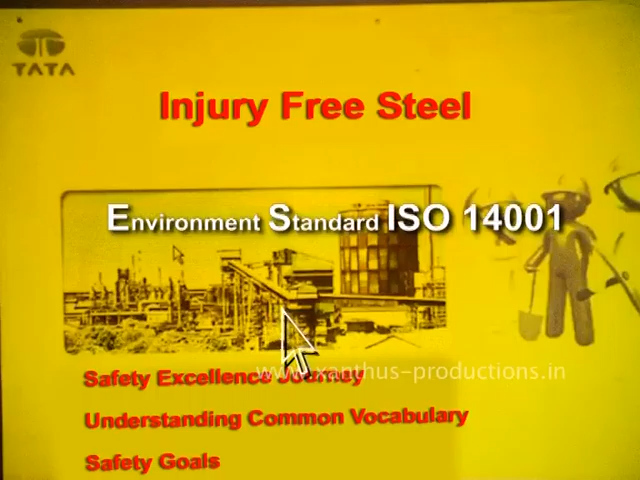 TATA
Injury Free Steel
Environment Standard ISO 14001
Safety Excellence Journey
www.xanthus-productions.in
Understanding Common Vocabulary
Safety Goals